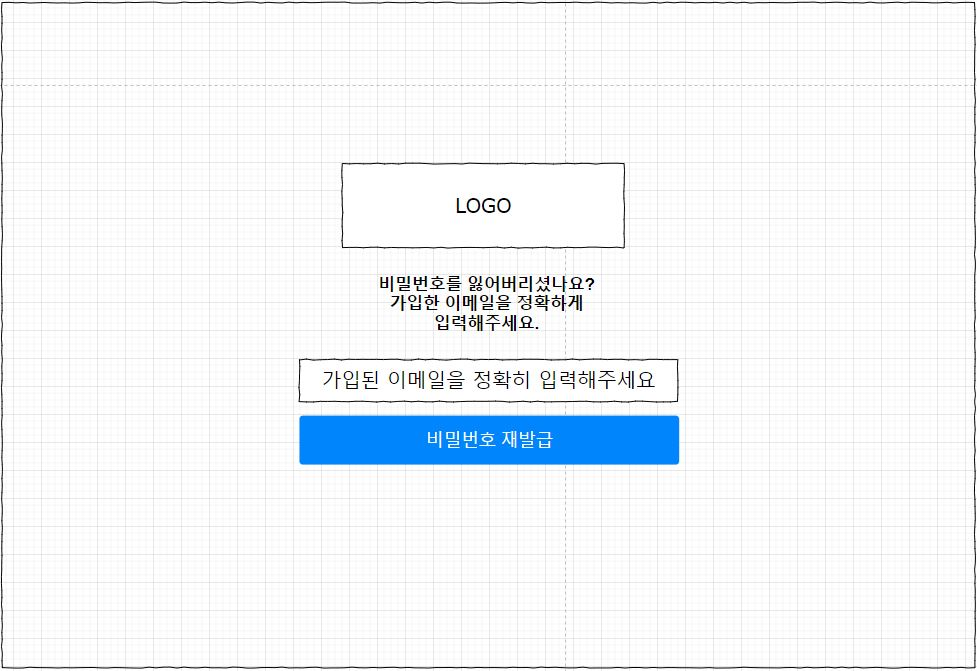 LOGO
비밀번호를 잃어버리셨나요?
가입한 이메일을 정확하게
입력해주세요.
가입된 이메일을 정확히 입력해주세요
비밀번호 재발급